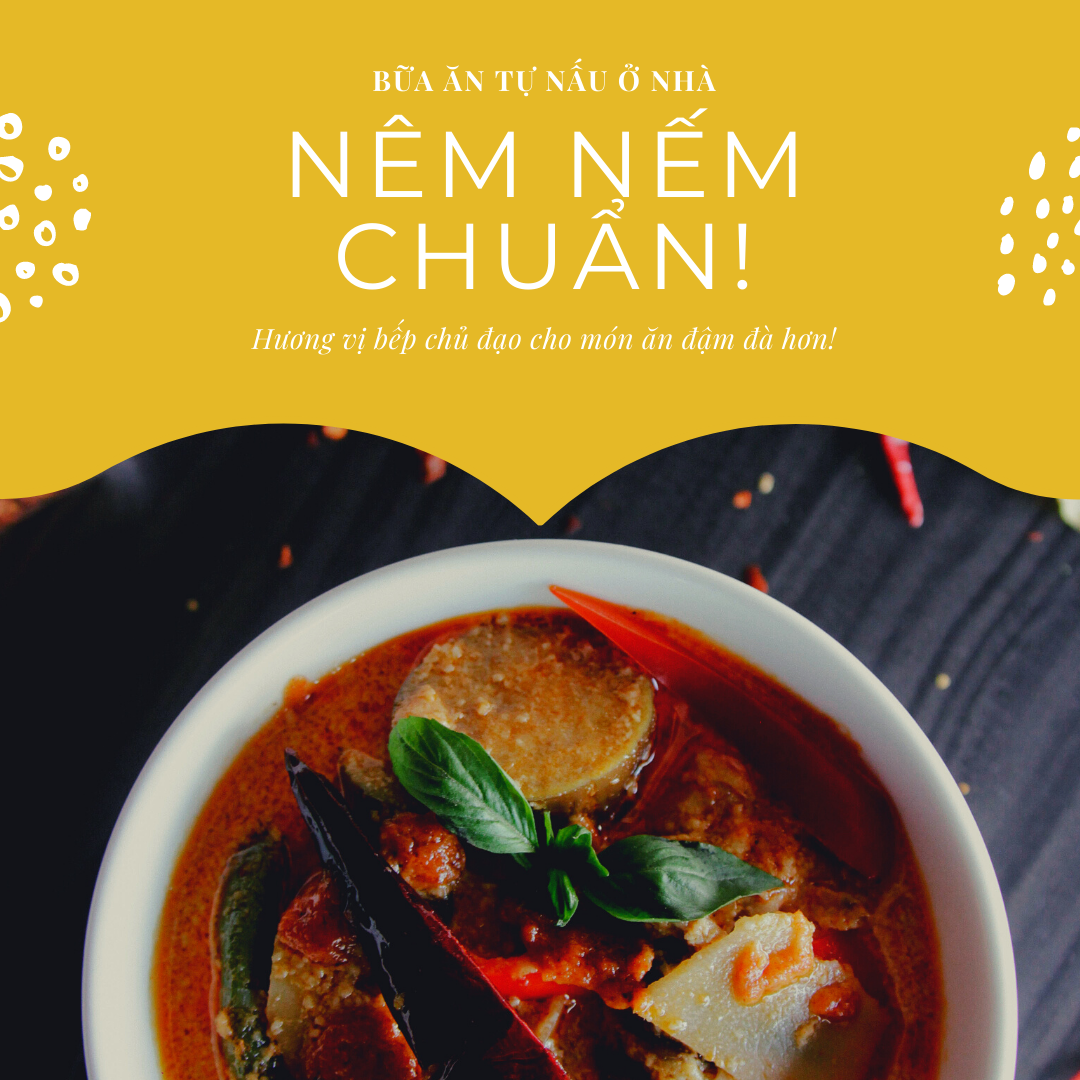 BỮA ĂN TỰ NẤU Ở NHÀ
NÊM NẾM
CHUẨN!
Hương vị bếp chủ đạo cho món ăn đậm đà hơn!